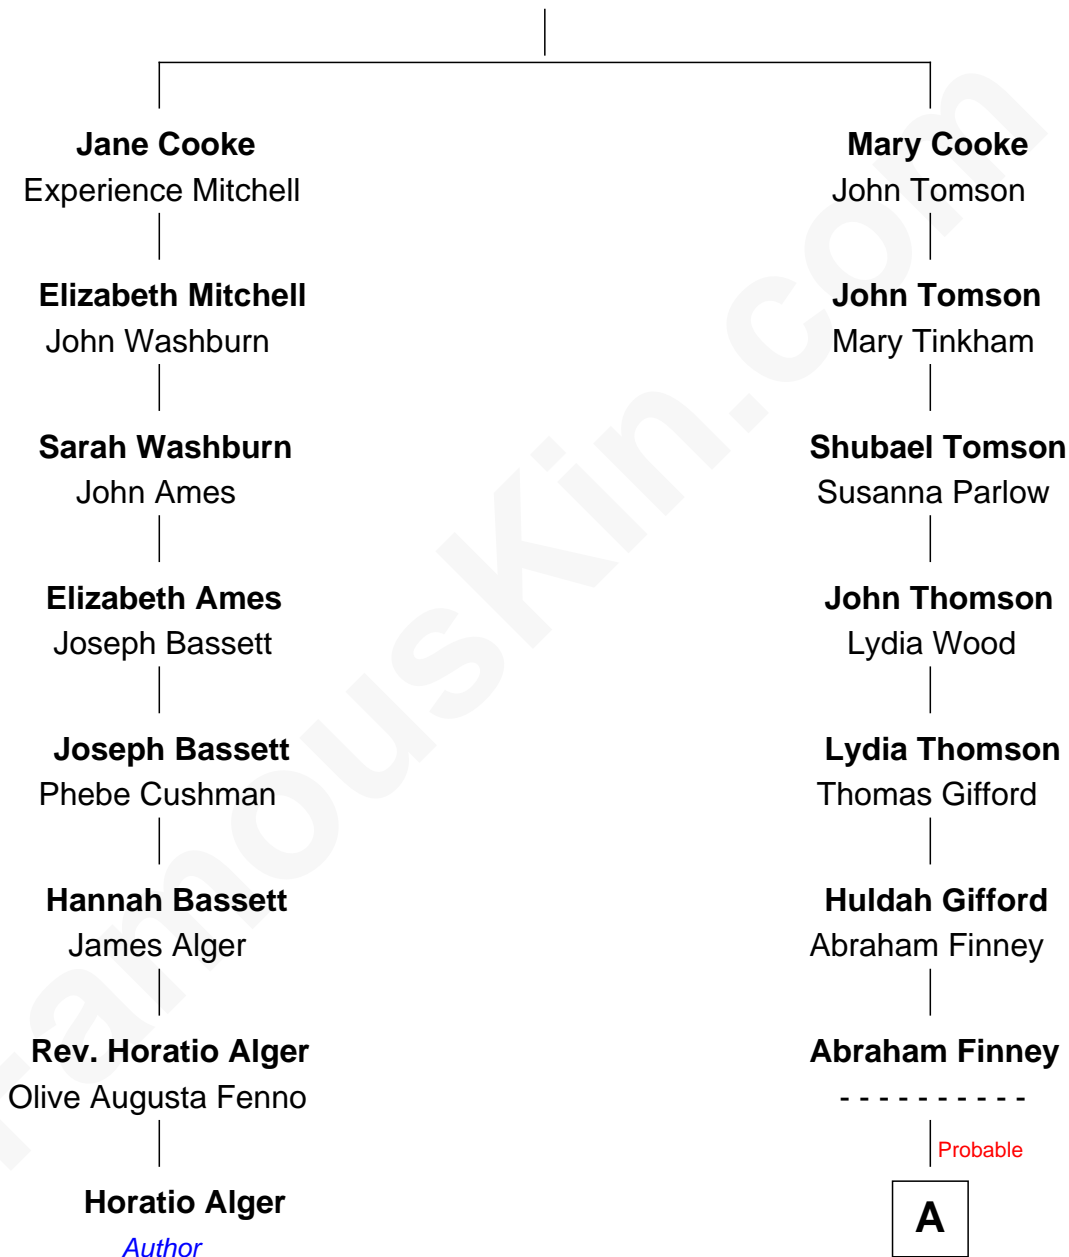 Jane Cooke
Experience Mitchell
Elizabeth Mitchell
John Washburn
Sarah Washburn
John Ames
Elizabeth Ames
Joseph Bassett
Joseph Bassett
Phebe Cushman
Hannah Bassett
James Alger
Rev. Horatio Alger
Olive Augusta Fenno
Horatio Alger
Author
Mary Cooke
John Tomson
John Tomson
Mary Tinkham
Shubael Tomson
Susanna Parlow
John Thomson
Lydia Wood
Lydia Thomson
Thomas Gifford
Huldah Gifford
Abraham Finney
Abraham Finney
- - - - - - - - - -
Probable
A
FamousKin.com